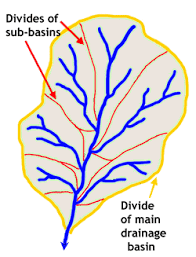 Divides of
sub-basins
Divide
of main
drainage
basin